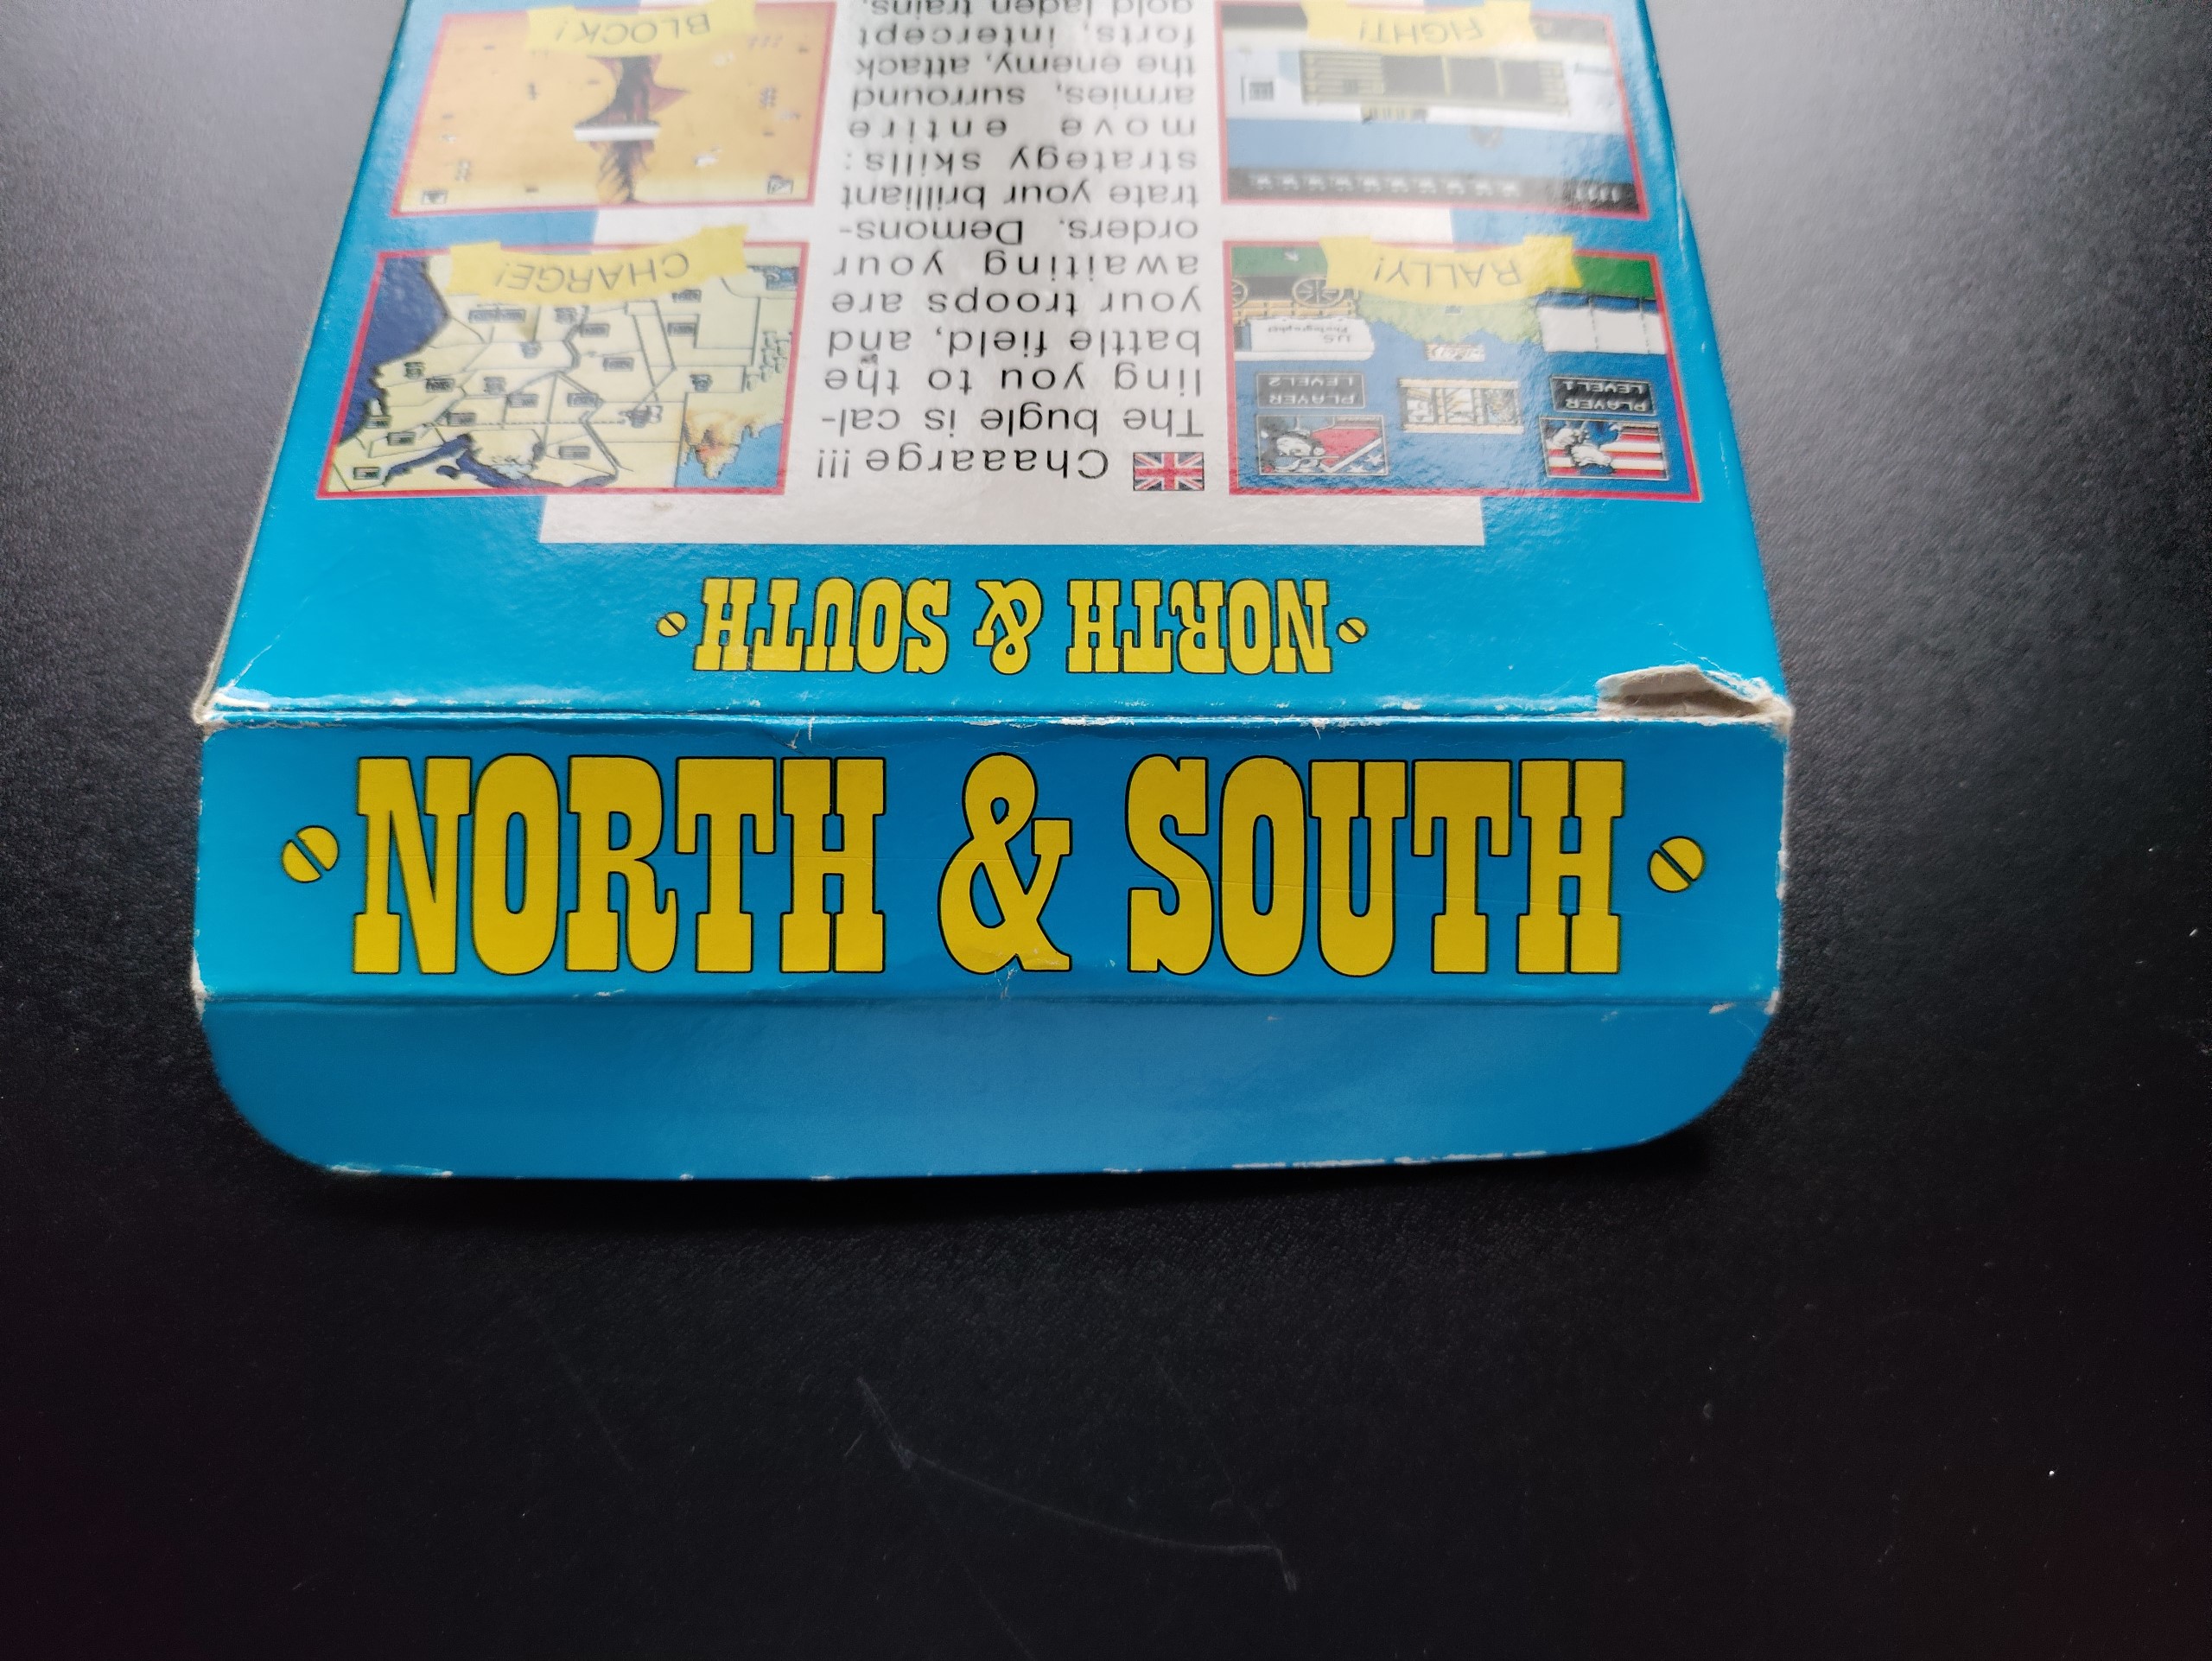 NORTH & SOUTH
NORTH & SOUTH
Chaaarge !!!
The bugle is cal-
ling you to the
battle field, and
your troops are
awaiting your
orders. Demons-
trate your brilliant
strategy skills :
move entire
armies, surround
the enemy, attack
forts, intercept
gold laden trains.
RALLY!
PLAYER
LEVEL 1
PLAYER
LEVEL 2
U.S
CHARGE!
FIGHT!
BLOCK!